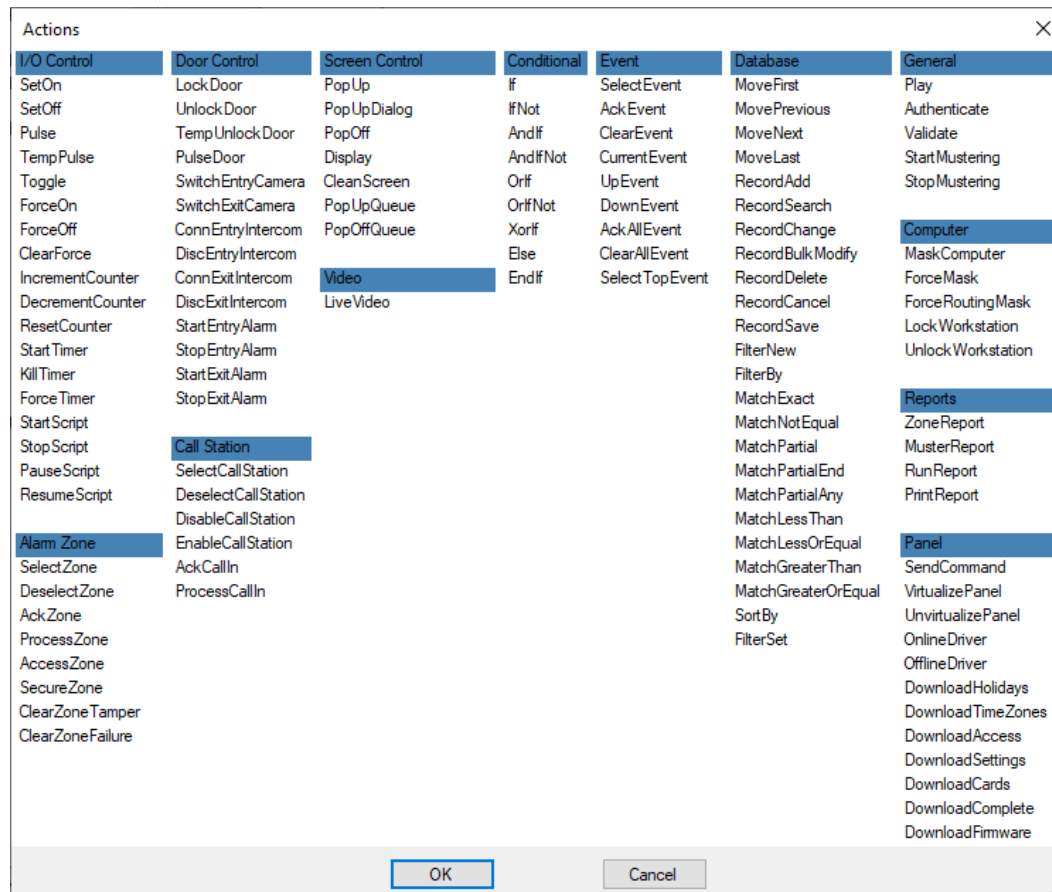 Actions
I/O Control
SetOn
SetOff
Pulse
TempPulse
Toggle
ForceOn
ForceOff
ClearForce
IncrementCounter
DecrementCounter
ResetCounter
StartTimer
KillTimer
ForceTimer
StartScript
StopScript
PauseScript
ResumeScript
Alarm Zone
SelectZone
DeselectZone
AckZone
ProcessZone
AccessZone
SecureZone
ClearZoneTamper
ClearZoneFailure
Door Control
LockDoor
UnlockDoor
TempUnlockDoor
PulseDoor
SwitchEntryCamera
SwitchExitCamera
ConnEntryIntercom
DiscEntryIntercom
ConnExitIntercom
DiscExitIntercom
StartEntryAlarm
StopEntryAlarm
StartExitAlarm
StopExitAlarm
Call Station
SelectCallStation
DeselectCallStation
DisableCallStation
EnableCallStation
AckCallIn
ProcessCallIn
Screen Control
PopUp
PopUpDialog
PopOff
Display
CleanScreen
PopUpQueue
PopOffQueue
Video
LiveVideo
Conditional
If
IfNot
AndIf
AndIfNot
OrIf
OrIfNot
XorIf
Else
EndIf
Event
SelectEvent
AckEvent
ClearEvent
CurrentEvent
UpEvent
DownEvent
AckAllEvent
ClearAllEvent
SelectTopEvent
Database
MoveFirst
MovePrevious
MoveNext
MoveLast
RecordAdd
RecordSearch
RecordChange
RecordBulkModify
RecordDelete
RecordCancel
RecordSave
FilterNew
FilterBy
MatchExact
MatchNotEqual
MatchPartial
MatchPartialEnd
MatchPartialAny
MatchLessThan
MatchLessOrEqual
MatchGreaterThan
MatchGreaterOrEqual
SortBy
FilterSet
General
Play
Authenticate
Validate
StartMustering
StopMustering
Computer
MaskComputer
ForceMask
ForceRoutingMask
LockWorkstation
UnlockWorkstation
Reports
ZoneReport
MusterReport
RunReport
PrintReport
Panel
SendCommand
VirtualizePanel
UnvirtualizePanel
OnlineDriver
OfflineDriver
DownloadHolidays
DownloadTimeZones
DownloadAccess
DownloadSettings
DownloadCards
DownloadComplete
DownloadFirmware
OK
Cancel